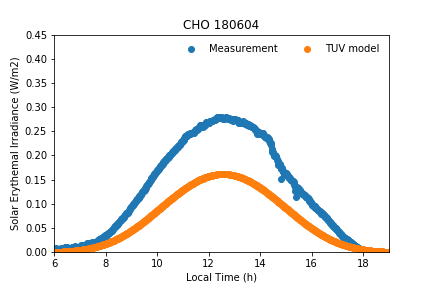 CHO 180604
Measurement TUV model
Solar Erythemal Irradiance (W/m2)
0.45
0.40
0.35
0.30
0.25
0.20
0.15
0.10
0.05
0.00
6 8 10 12 14 16 18
Local Time (h)